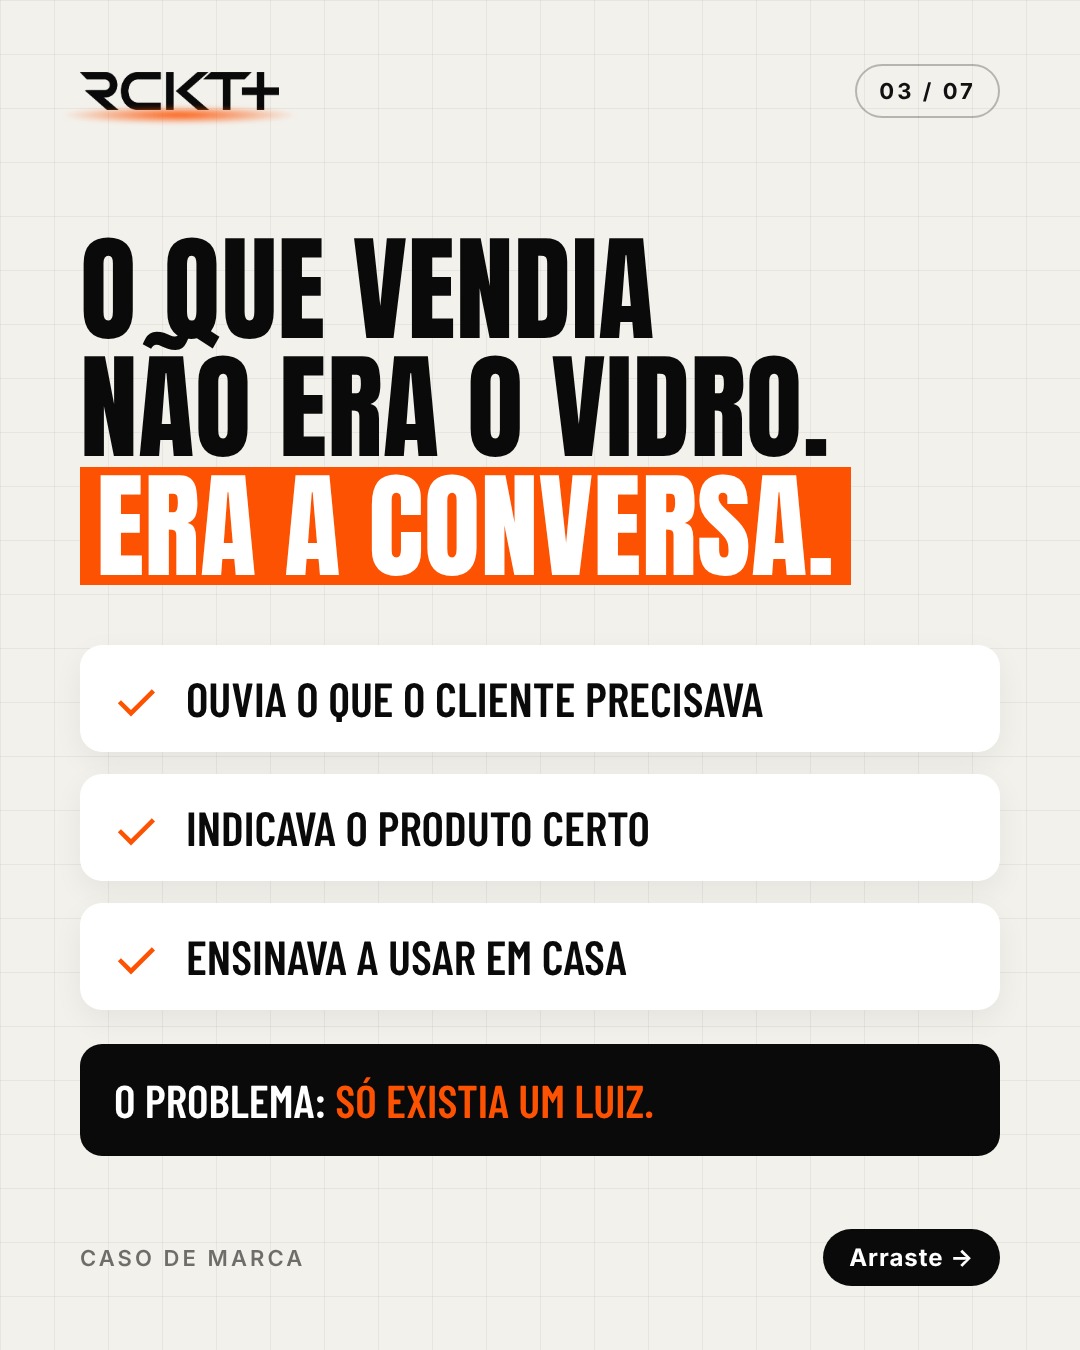 RCKT+
03 / 07
O QUE VENDIA
NÃO ERA O VIDRO.
ERA A CONVERSA.
OUVIA O QUE O CLIENTE PRECISAVA
INDICAVA O PRODUTO CERTO
ENSINAVA A USAR EM CASA
O PROBLEMA: SÓ EXISTIA UM LUIZ.
CASO DE MARCA
Arraste →